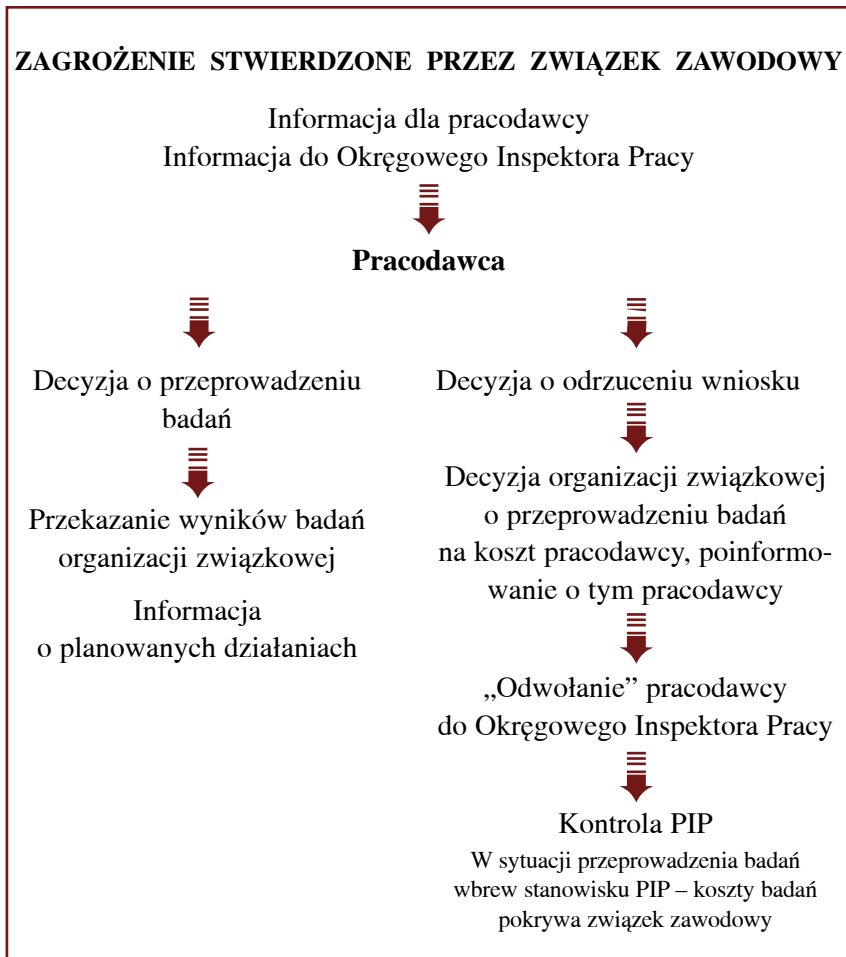 ZAGROŻENIE STWIERDZONE PRZEZ ZWIĄZEK ZAWODOWY
Informacja dla pracodawcy
Informacja do Okręgowego Inspektora Pracy
Pracodawca
Decyzja o przeprowadzeniu
badań
Przekazanie wyników badań
organizacji związkowej
Informacja
o planowanych działaniach
Decyzja o odrzuceniu wniosku
Decyzja organizacji związkowej
o przeprowadzeniu badań
na koszt pracodawcy, poinformo-
wanie o tym pracodawcy
„Odwołanie” pracodawcy
do Okręgowego Inspektora Pracy
Kontrola PIP
W sytuacji przeprowadzenia badań
wbrew stanowisku PIP – koszty badań
pokrywa związek zawodowy